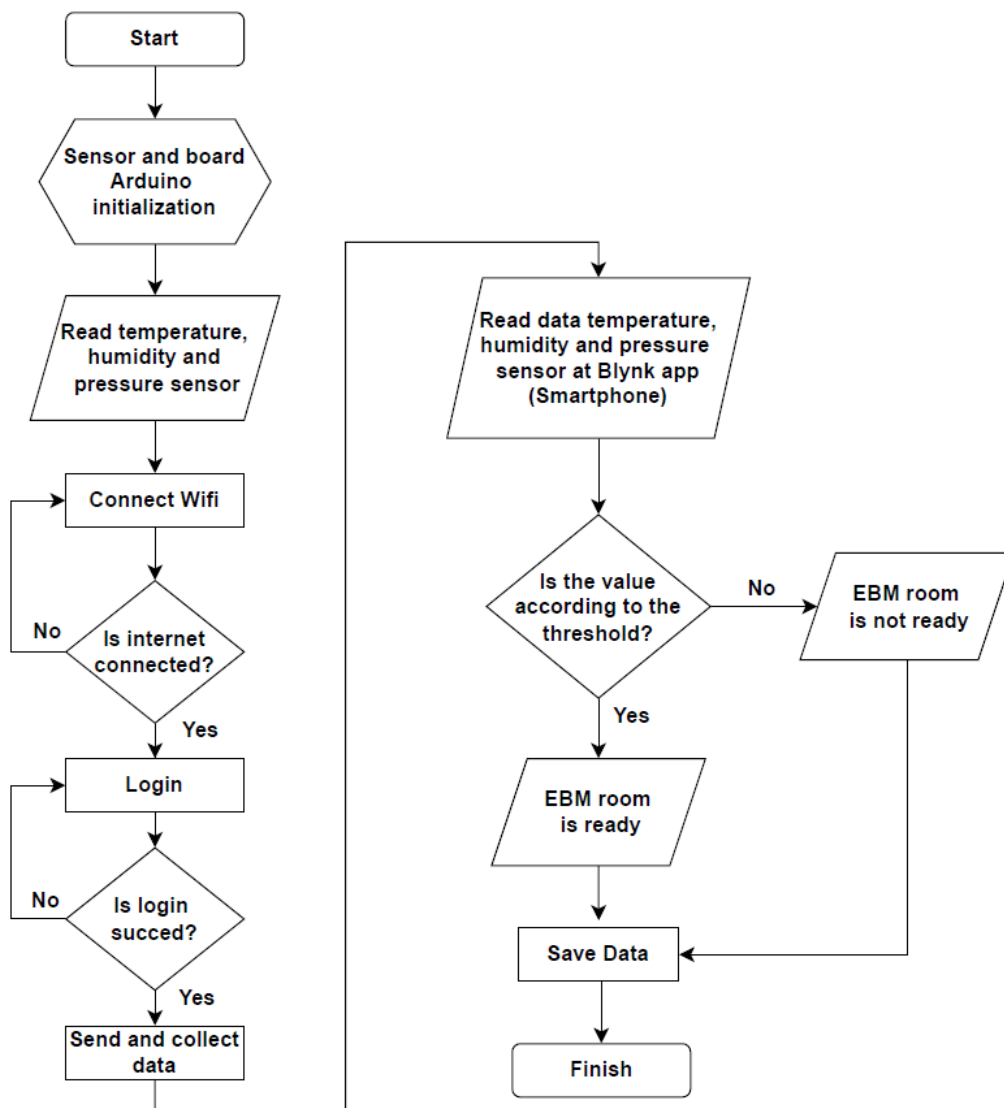 Start
Sensor and board
Arduino
initialization
Read temperature,
humidity and
pressure sensor
Connect Wifi
No
Is internet
connected?
Yes
Login
No
Is login
succed?
Yes
Send and collect
data
Read data temperature,
humidity and pressure
sensor at Blynk app
(Smartphone)
Is the value
according to the
threshold?
No
EBM room
is not ready
Yes
EBM room
is ready
Save Data
Finish